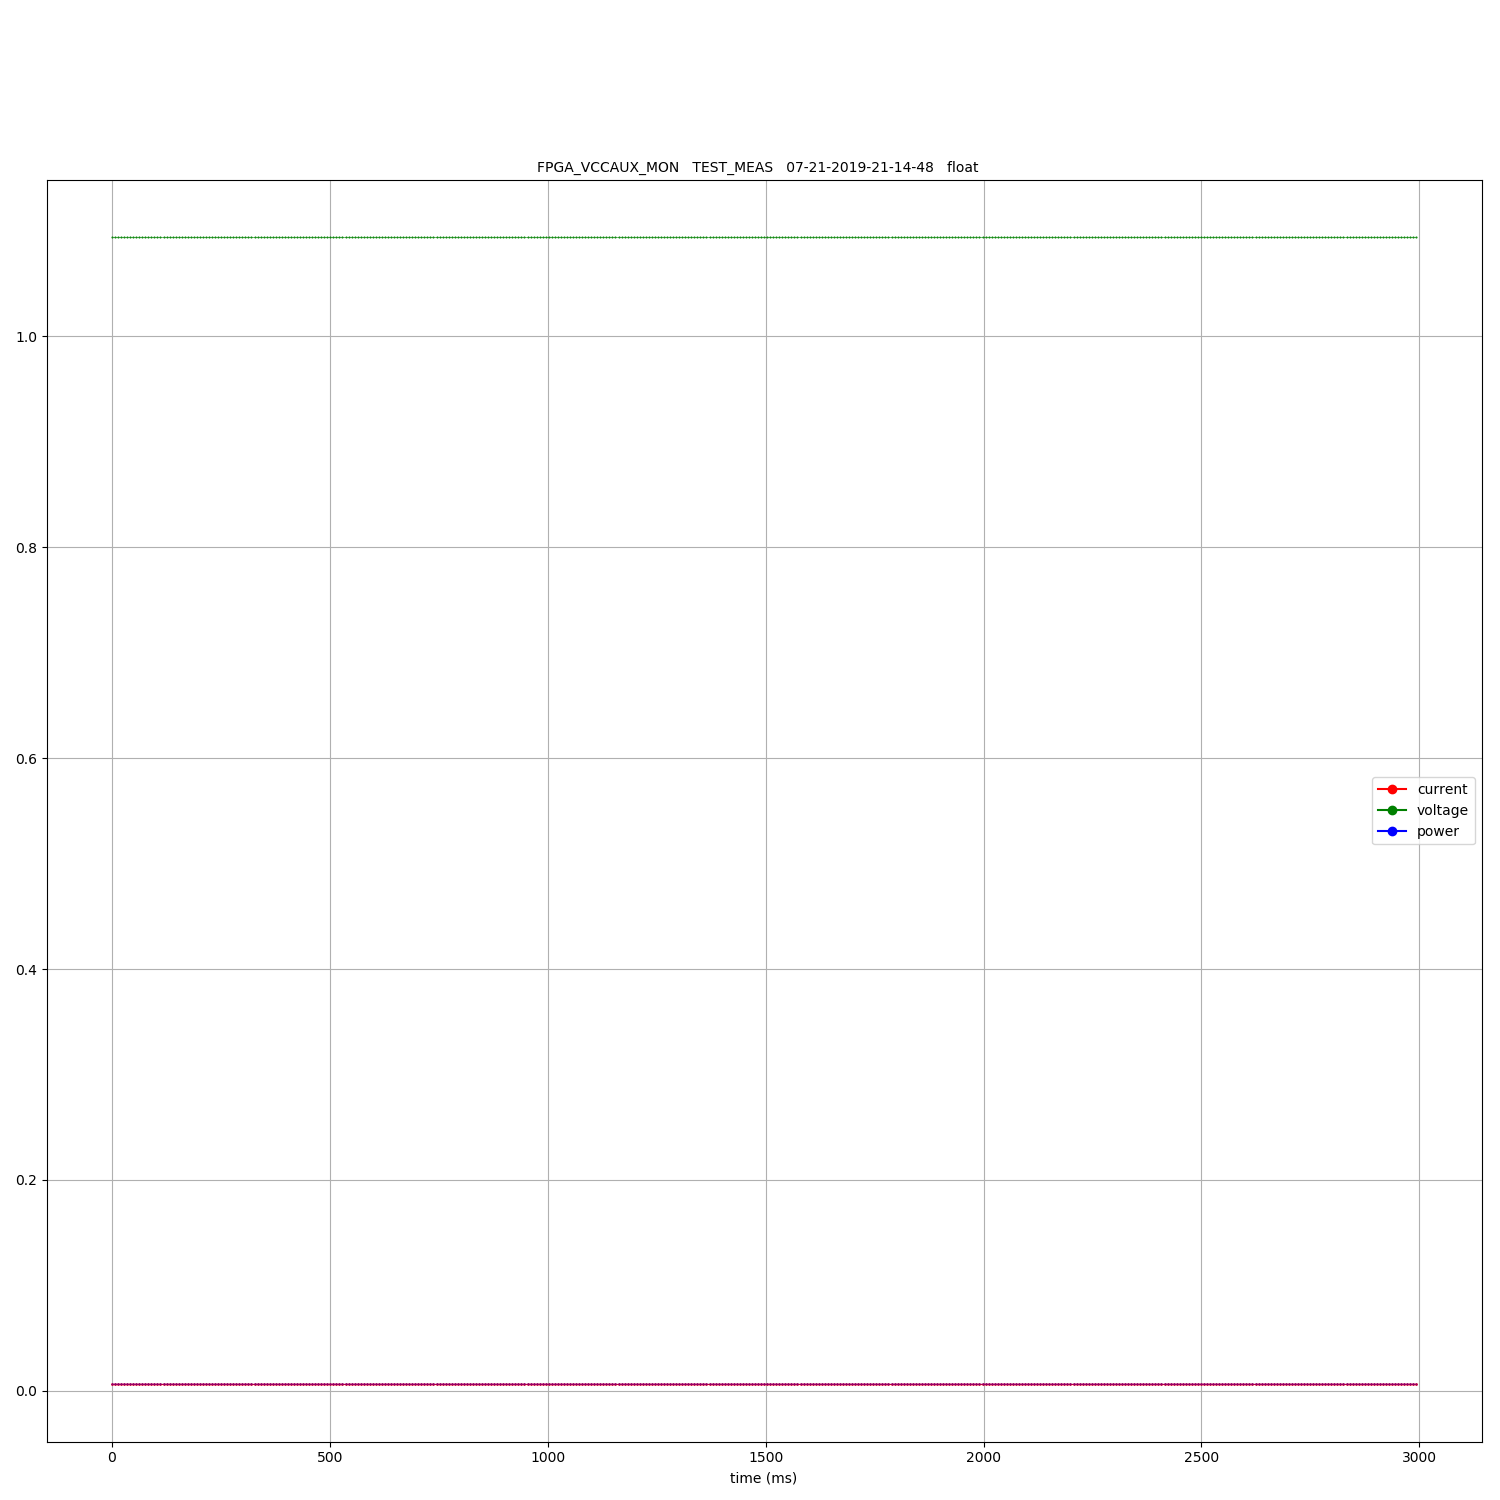 FPGA_VCCAUX_MON TEST_MEAS 07-21-2019-21-14-48 float
1.0
0.8
0.6
current
voltage
power
0.4
0.2
0.0
0 500 1000 1500 2000 2500 3000
time (ms)